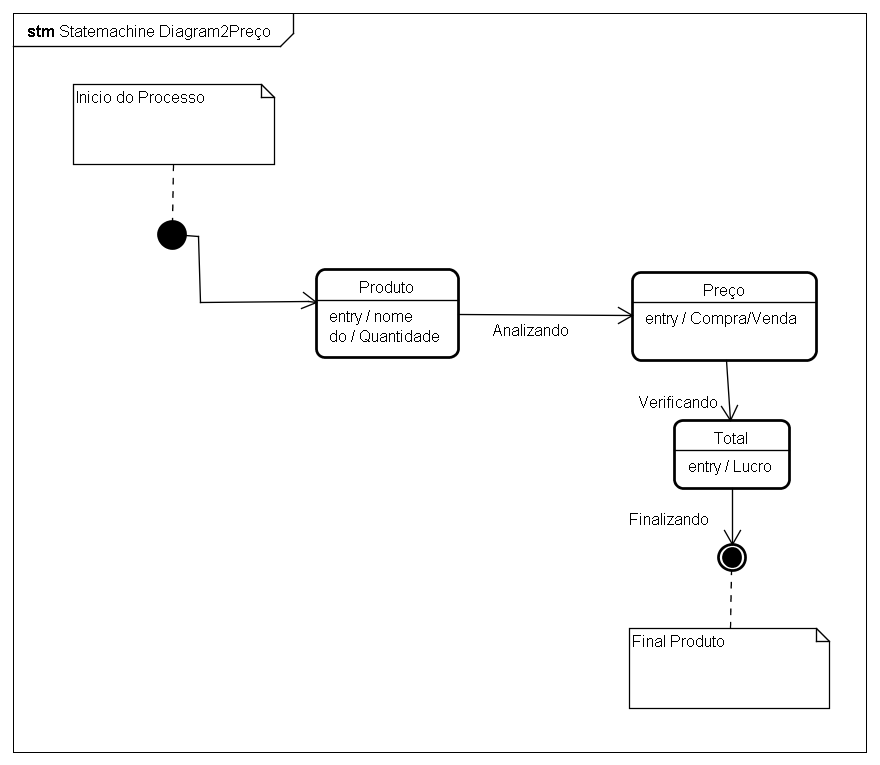 stm Statemachine Diagram2Preço
Inicio do Processo
Produto
entry / nome
do / Quantidade
Analizando
Preço
entry / Compra/Venda
Verificando
Total
entry / Lucro
Finalizando
Final Produto